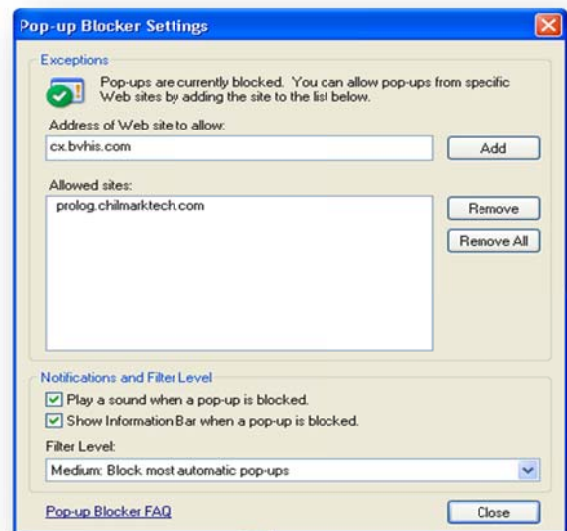 Pop-up Blocker Settings
Exceptions
Pop-ups are currently blocked. You can allow pop-ups from specific
Web sites by adding the site to the list below.
Address of Web site to allow:
cx.bvhis.com
Add
Allowed sites:
prolog.chilmarktech.com
Remove
Remove All
Notifications and Filter Level
Play a sound when a pop-up is blocked.
Show Information Bar when a pop-up is blocked.
Filter Level:
Medium: Block most automatic pop-ups
Pop-up Blocker FAQ
Close